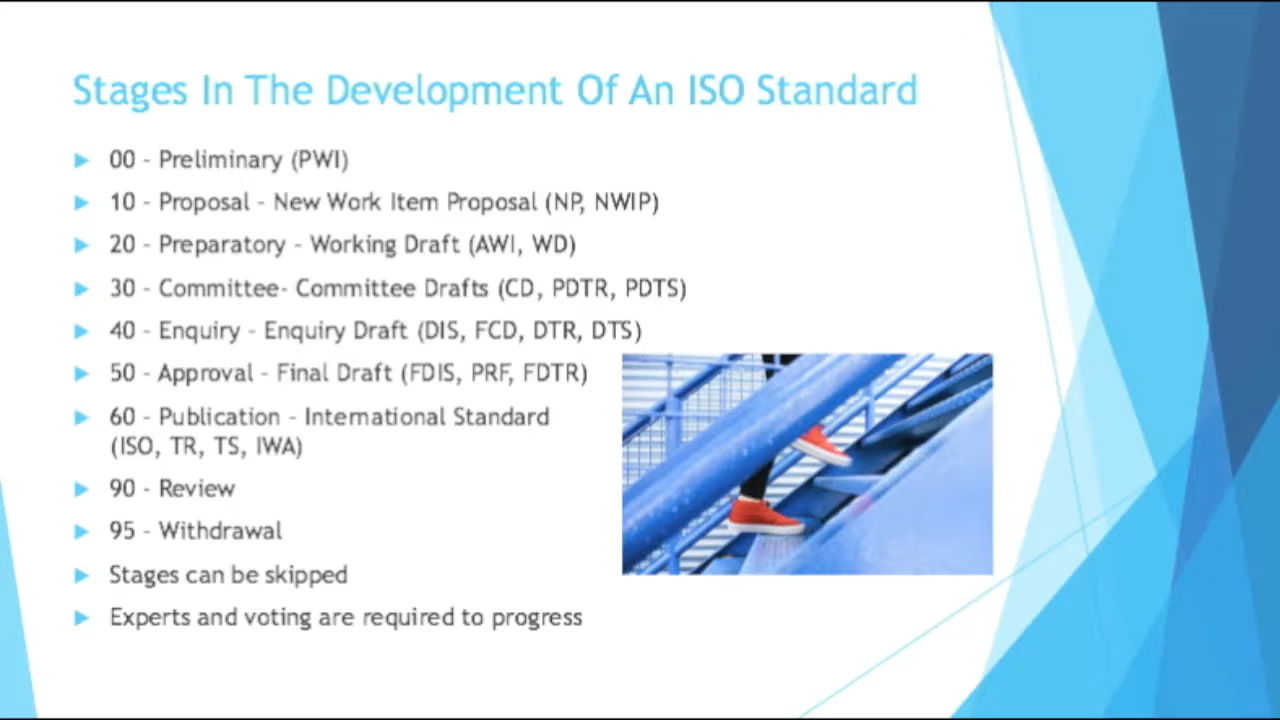 Stages In The Development Of An ISO Standard
00 - Preliminary (PWI)
10 - Proposal - New Work Item Proposal (NP, NWIP)
20 - Preparatory - Working Draft (AWI, WD)
30 - Committee- Committee Drafts (CD, PDTR, PDTS)
40 - Enquiry - Enquiry Draft (DIS, FCD, DTR, DTS)
50 - Approval - Final Draft (FDIS, PRF, FDTR)
60 - Publication - International Standard
(ISO, TR, TS, IWA)
90 - Review
95 - Withdrawal
Stages can be skipped
Experts and voting are required to progress